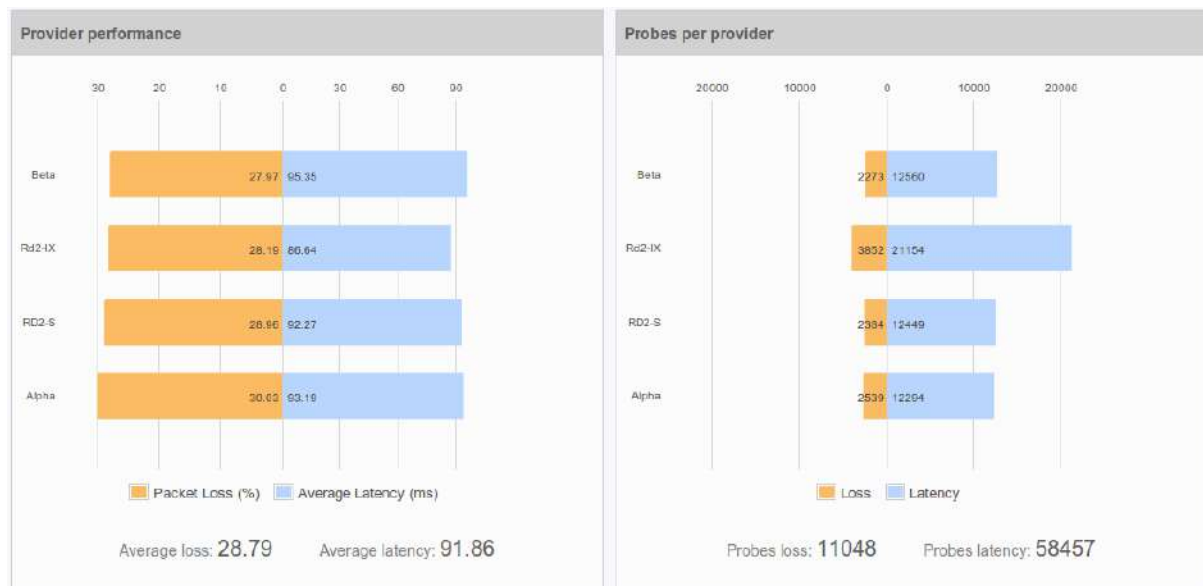 Provider performance
30 20 10 0 30 60 90
Beta 27.97 95.35
Rd2-IX 28.19 86.64
RD2-S 28.96 92.27
Alpha 30.03 93.19
Packet Loss (%) Average Latency (ms)
Average loss: 28.79 Average latency: 91.86
Probes per provider
20000 10000 0 10000 20000
Beta 2273 12560
Rd2-IX 3852 21154
RD2-S 2384 12449
Alpha 2539 12294
Loss Latency
Probes loss: 11048 Probes latency: 58457